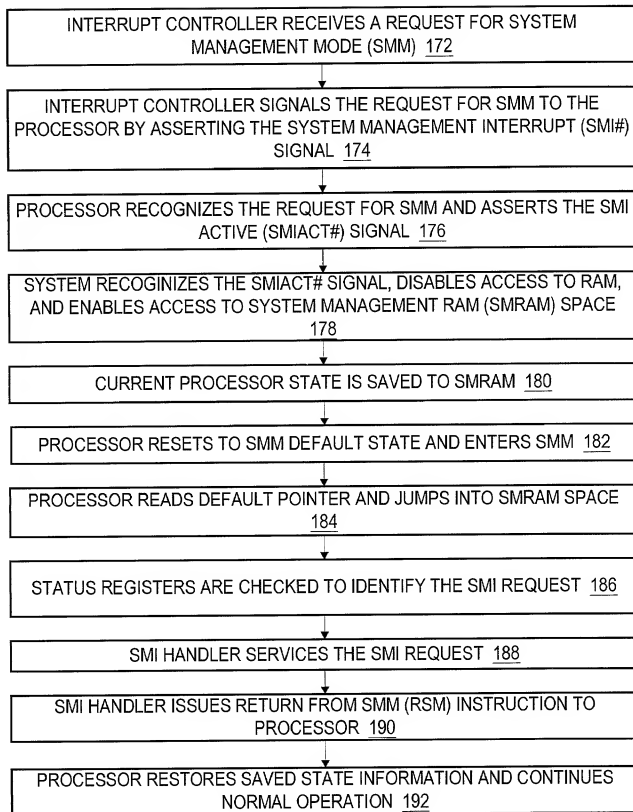 INTERRUPT CONTROLLER RECEIVES A REQUEST FOR SYSTEM
MANAGEMENT MODE (SMM) 172
INTERRUPT CONTROLLER SIGNALS THE REQUEST FOR SMM TO THE
PROCESSOR BY ASSERTING THE SYSTEM MANAGEMENT INTERRUPT (SMI#)
SIGNAL 174
PROCESSOR RECOGNIZES THE REQUEST FOR SMM AND ASSERTS THE SMI
ACTIVE (SMIACT#) SIGNAL 176
SYSTEM RECOGINIZES THE SMIACT# SIGNAL, DISABLES ACCESS TO RAM,
AND ENABLES ACCESS TO SYSTEM MANAGEMENT RAM (SMRAM) SPACE
178
CURRENT PROCESSOR STATE IS SAVED TO SMRAM 180
PROCESSOR RESETS TO SMM DEFAULT STATE AND ENTERS SMM 182
PROCESSOR READS DEFAULT POINTER AND JUMPS INTO SMRAM SPACE
184
STATUS REGISTERS ARE CHECKED TO IDENTIFY THE SMI REQUEST 186
SMI HANDLER SERVICES THE SMI REQUEST 188
SMI HANDLER ISSUES RETURN FROM SMM (RSM) INSTRUCTION TO
PROCESSOR 190
PROCESSOR RESTORES SAVED STATE INFORMATION AND CONTINUES
NORMAL OPERATION 192